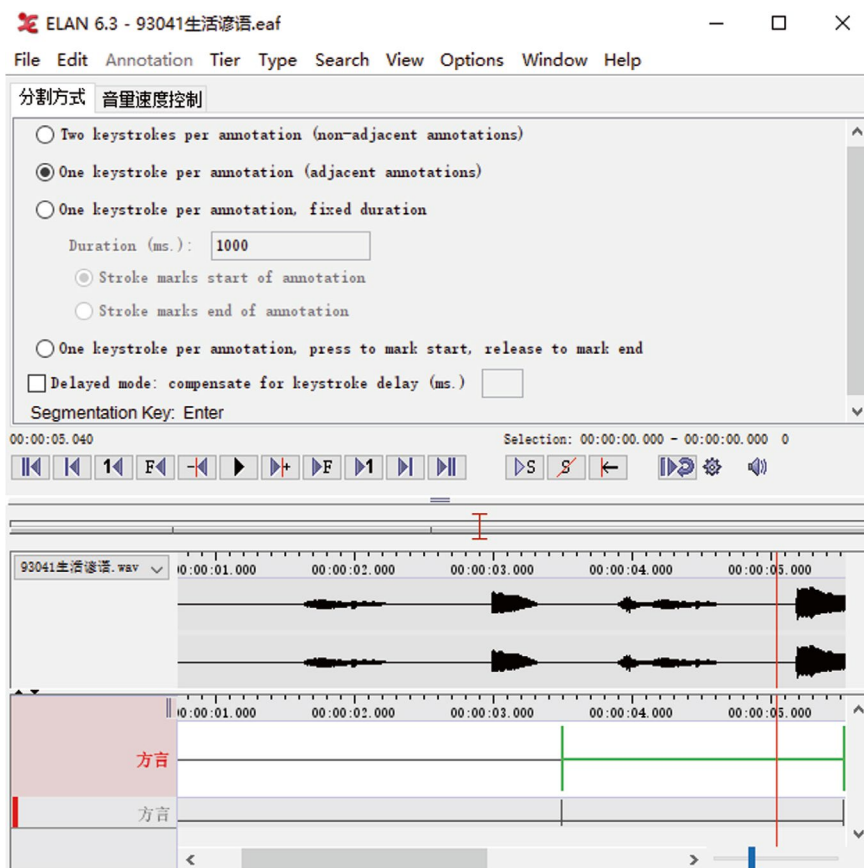 ELAN 6.3 - 93041生活谚语.eaf
File Edit Annotation Tier Type Search View Options Window Help
分割方式 音量速度控制
Two keystrokes per annotation (non-adjacent annotations)
One keystroke per annotation (adjacent annotations)
One keystroke per annotation, fixed duration
Duration (ms.): 1000
Stroke marks start of annotation
Stroke marks end of annotation
One keystroke per annotation, press to mark start, release to mark end
Delayed mode: compensate for keystroke delay (ms.)
Segmentation Key: Enter
00:00:05.040 Selection: 00:00:00.000 - 00:00:00.000 0
1 F + F 1 S S
93041生活谚语.wav 00:00:01.000 00:00:02.000 00:00:03.000 00:00:04.000 00:00:05.000
00:00:01.000 00:00:02.000 00:00:03.000 00:00:04.000 00:00:05.000
方言
方言